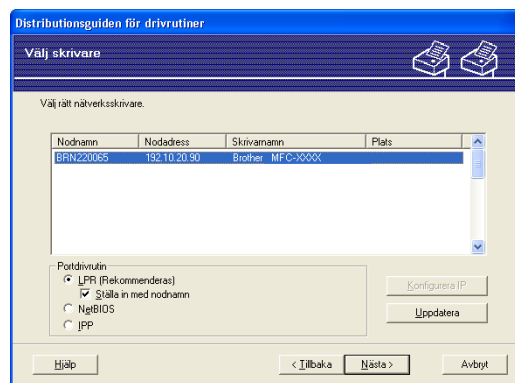 Distributionsguiden för drivrutiner
Välj skrivare
Välj rätt nätverksskrivare.
Nodnamn Nodadress Skrivarnamn Plats
BRN220065 192.10.20.90 Brother MFC-XXXX
Portdrivrutin
LPR (Rekommenderas)
Ställa in med nodnamn
NetBIOS
IPP
Konfigurera IP
Uppdatera
Hjälp
< Tillbaka
Nästa >
Avbryt